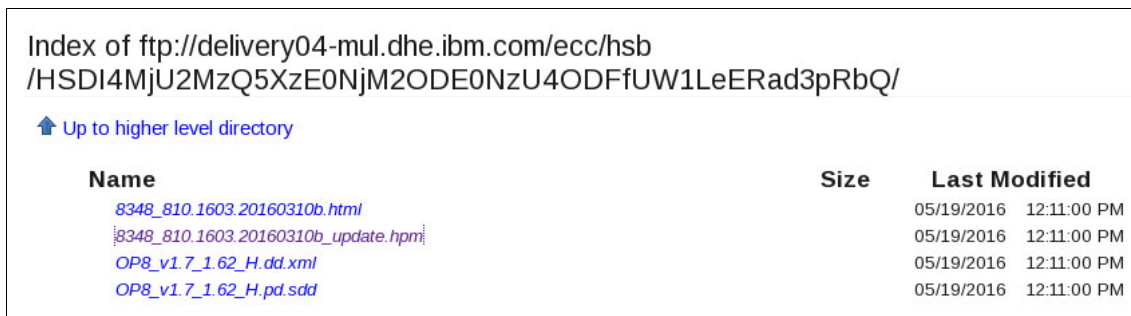 Index of ftp://delivery04-mul.dhe.ibm.com/ecc/hsb
/HSDI4MjU2MzQ5XzE0NjM2ODE0NzU4ODFfUW1LeERad3pRbQ/
Up to higher level directory
Name Size Last Modified
8348_810.1603.20160310b.html 05/19/2016 12:11:00 PM
8348_810.1603.20160310b_update.hpm 05/19/2016 12:11:00 PM
OP8_v1.7_1.62_H.dd.xml 05/19/2016 12:11:00 PM
OP8_v1.7_1.62_H.pd.sdd 05/19/2016 12:11:00 PM